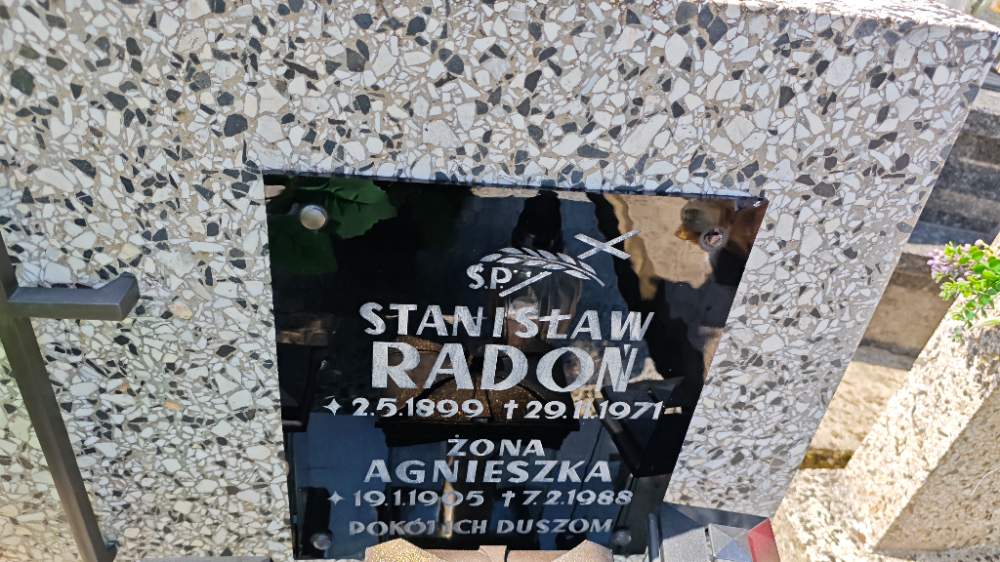 Ś.P.
STANISŁAW
RADOŃ
2.5.1899 † 29.11.1971
ŻONA
AGNIESZKA
19.1.1905 † 7.2.1988
POKÓJ ICH DUSZOM